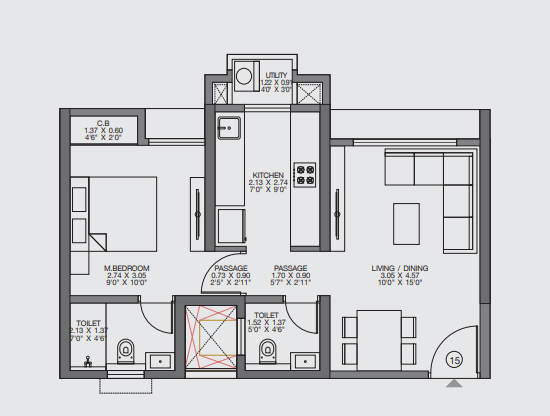 UTILITY
1.22 X 0.91
4'0" X 3'0"
C.B
1.37 X 0.60
4'6" X 2'0"
KITCHEN
2.13 X 2.74
7'0" X 9'0"
M.BEDROOM
2.74 X 3.05
9'0" X 10'0"
PASSAGE
0.73 X 0.90
2'5" X 2'11"
PASSAGE
1.70 X 0.90
5'7" X 2'11"
LIVING / DINING
3.05 X 4.57
10'0" X 15'0"
TOILET
2.13 X 1.37
7'0" X 4'6"
TOILET
1.52 X 1.37
5'0" X 4'6"
15